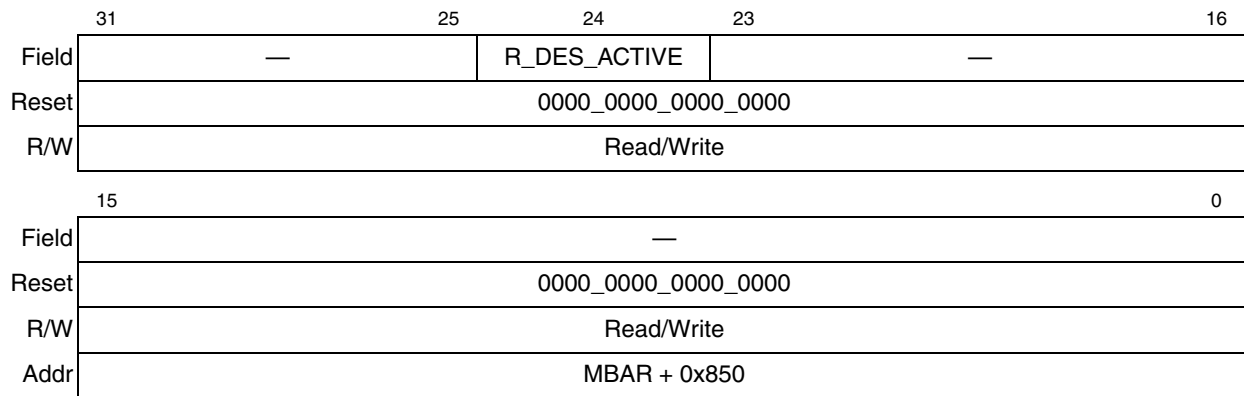 31 25 24 23 16
Field — R_DES_ACTIVE —
Reset 0000_0000_0000_0000
R/W Read/Write
15 0
Field —
Reset 0000_0000_0000_0000
R/W Read/Write
Addr MBAR + 0x850